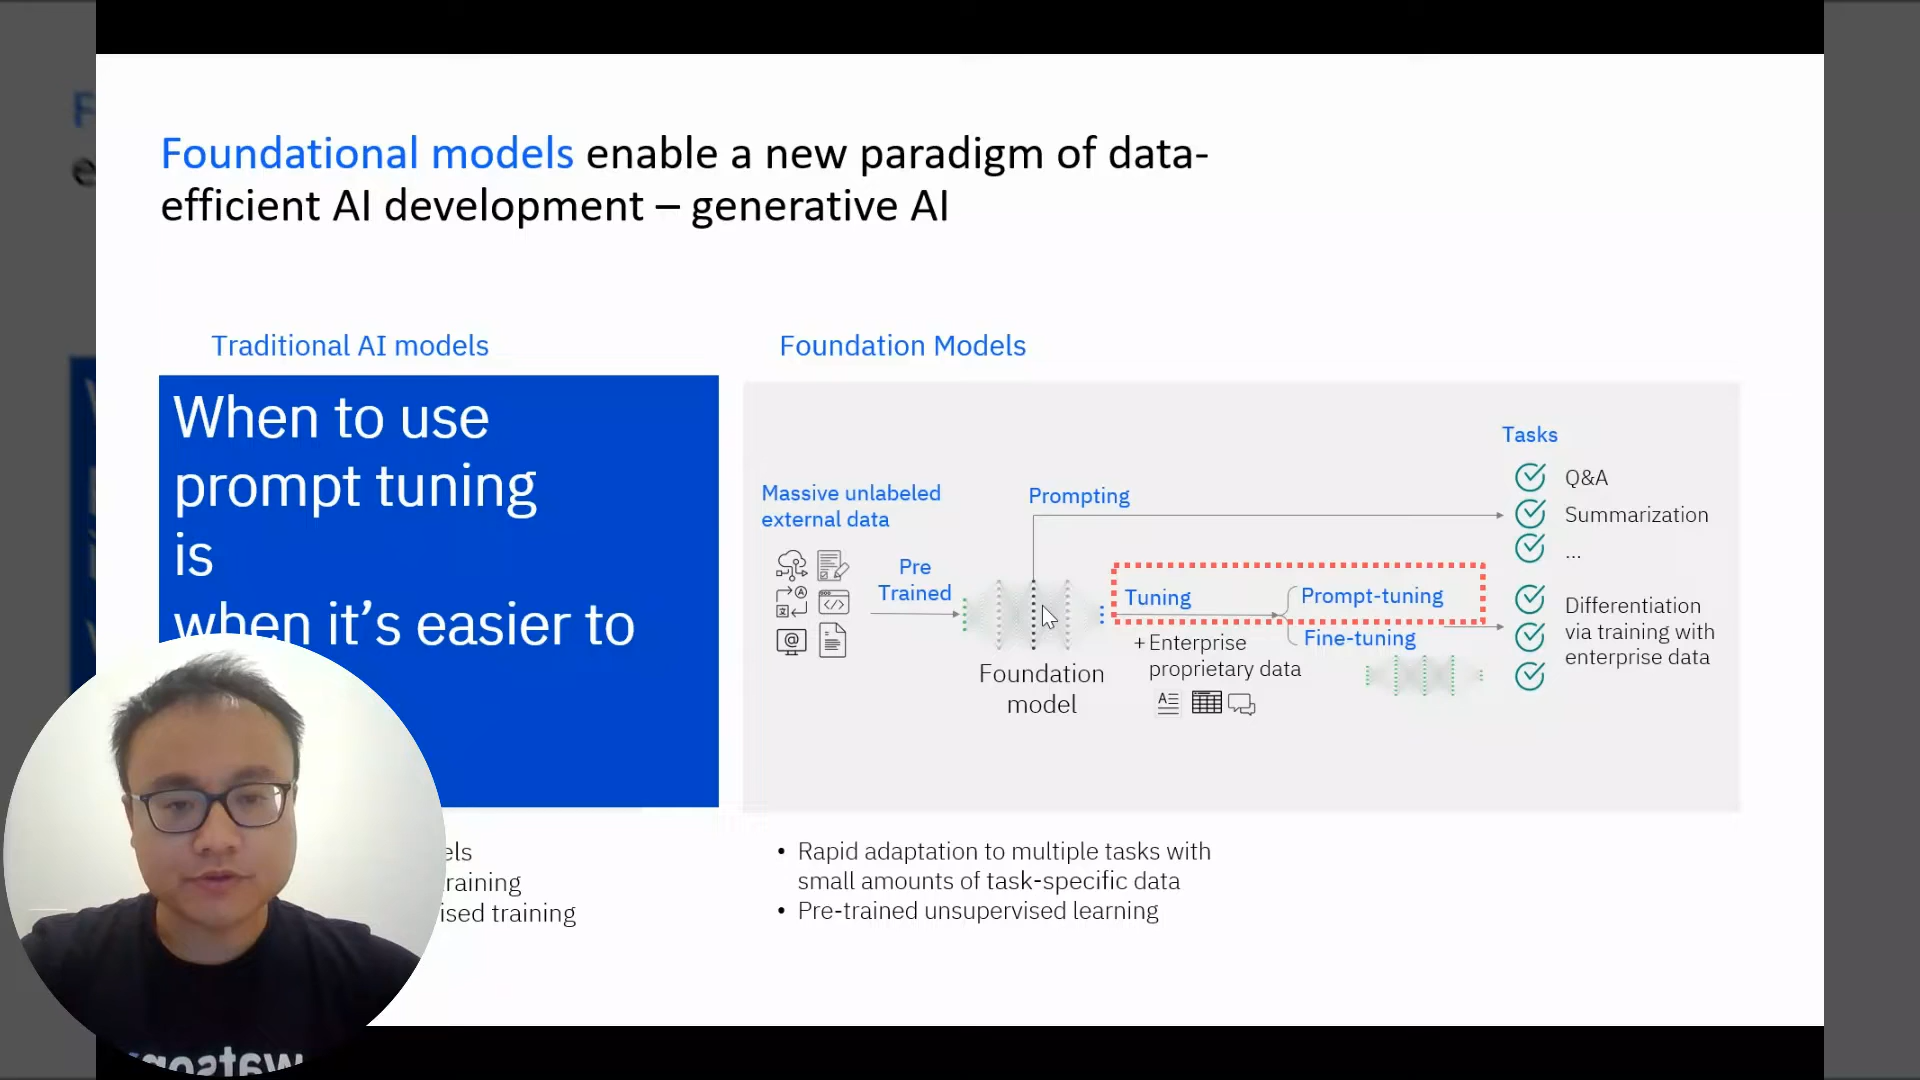 Foundational models enable a new paradigm of data-
efficient AI development – generative AI
Traditional AI models
When to use
prompt tuning
is
when it's easier to
els
raining
ised training
Foundation Models
Massive unlabeled
external data
Pre
Trained
Foundation
model
Prompting
Tuning
Prompt-tuning
Fine-tuning
+ Enterprise
proprietary data
Tasks
Q&A
Summarization
...
Differentiation
via training with
enterprise data
• Rapid adaptation to multiple tasks with
small amounts of task-specific data
• Pre-trained unsupervised learning